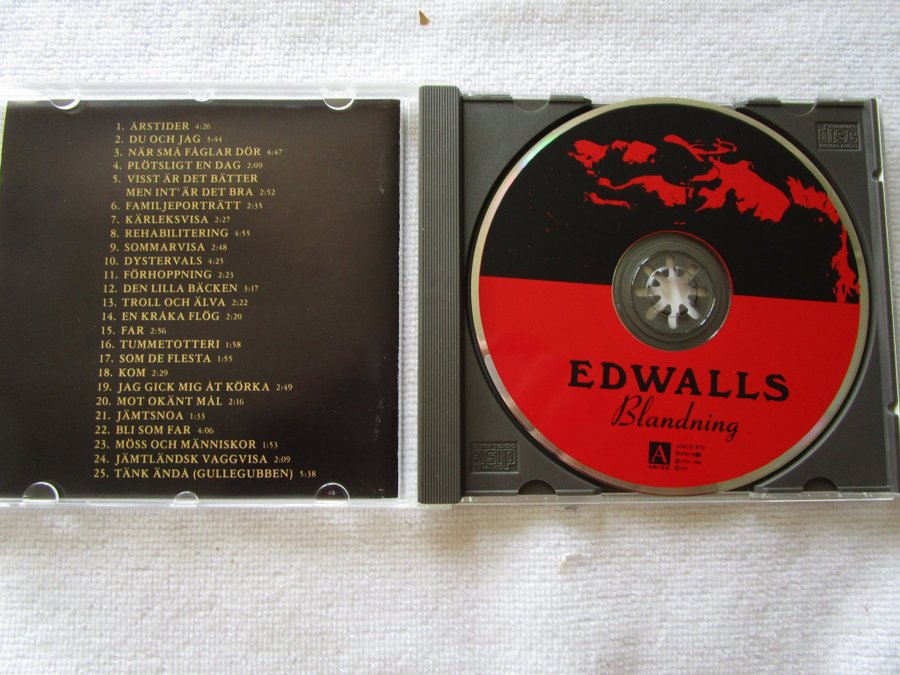 1. ÅRSTIDER 4:26
2. DU OCH JAG 3:44
3. NÄR SMÅ FÅGLAR DÖR 4:47
4. PLÖTSLIGT EN DAG 2:09
5. VISST ÄR DET BÄTTER
MEN INT' ÄR DET BRA 2:52
6. FAMILJEPORTRÄTT 2:35
7. KÄRLEKSVISA 2:27
8. REHABILITERING 4:55
9. SOMMARVISA 2:48
10. DYSTERVALS 4:25
11. FÖRHOPPNING 2:23
12. DEN LILLA BÄCKEN 3:17
13. TROLL OCH ÄLVA 2:22
14. EN KRÅKA FLÖG 2:20
15. FAR 2:56
16. TUMMETOTTERI 1:58
17. SOM DE FLESTA 1:55
18. KOM 2:29
19. JAG GICK MIG ÅT KÖRKA 2:49
20. MOT OKÄNT MÅL 2:16
21. JÄMTSNOA 1:33
22. BLI SOM FAR 4:06
23. MÖSS OCH MÄNNISKOR 1:53
24. JÄMTLÄNDSK VAGGVISA 2:09
25. TÄNK ÄNDÅ (GULLEGUBBEN) 5:38
COMPACT
disc
DIGITAL AUDIO
EDWALLS
Blandning
A
AMIGO
AMCD